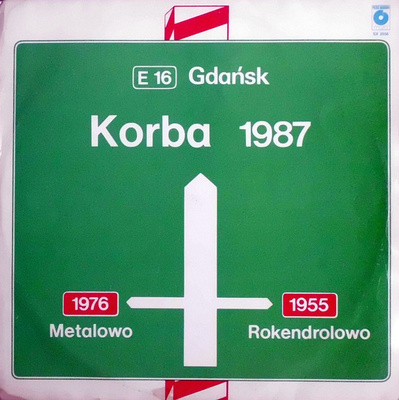 E 16 Gdańsk
Korba 1987
1976
1955
Metalowo
Rokendrolowo